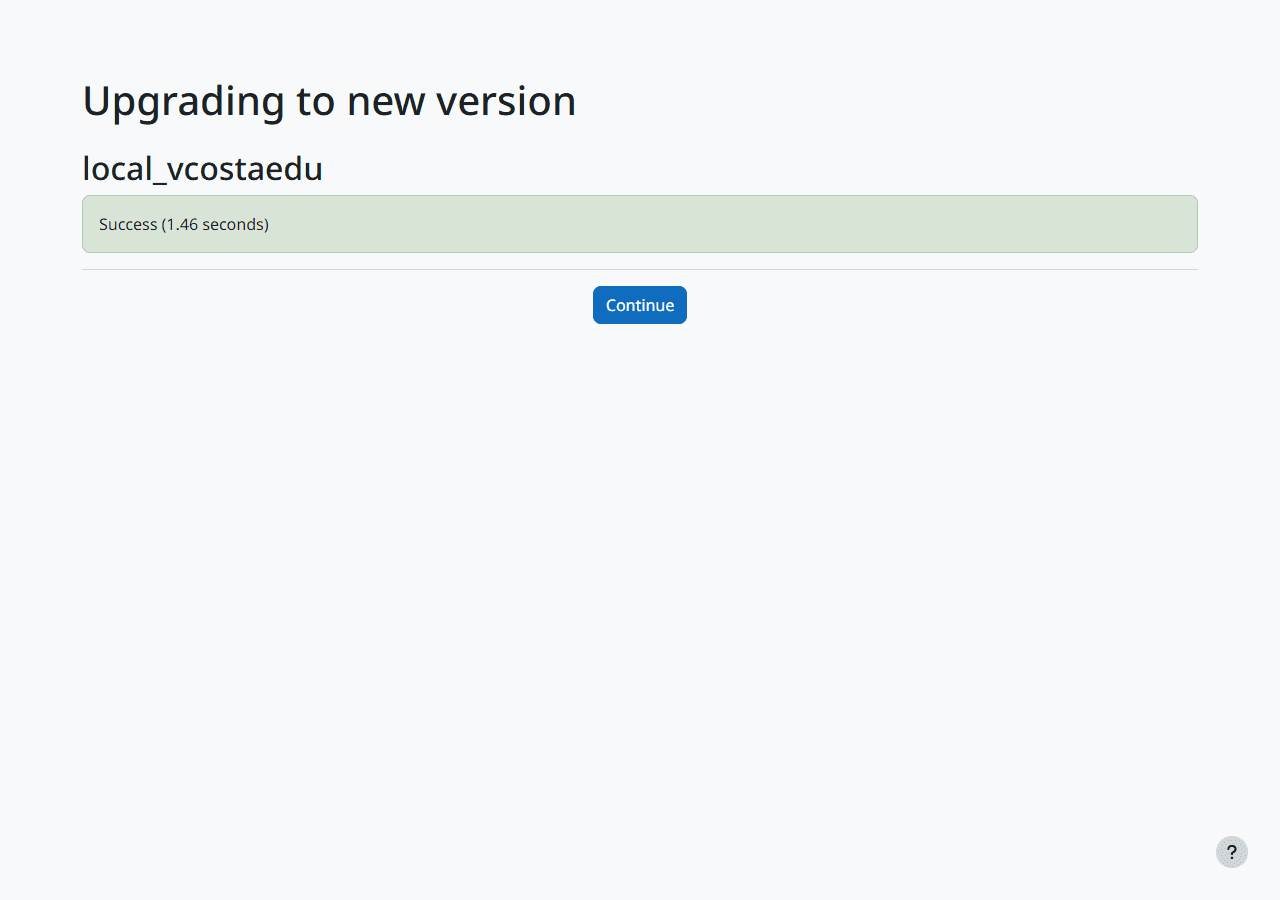 Upgrading to new version
local_vcostaedu
Success (1.46 seconds)
Continue
?